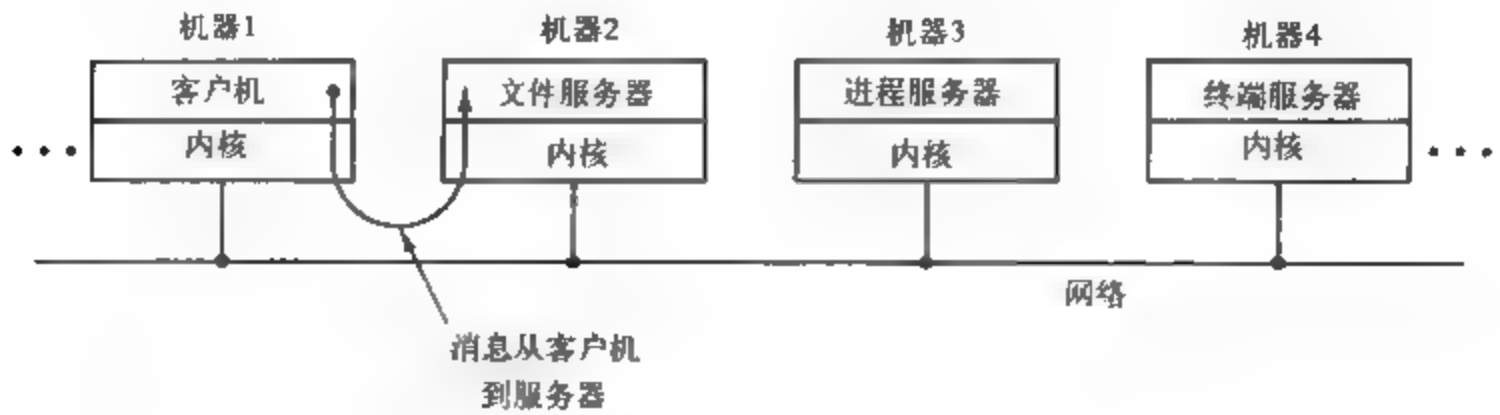 机器1
机器2
机器3
机器4
客户机
文件服务器
进程服务器
终端服务器
内核
内核
内核
内核
网络
消息从客户机
到服务器